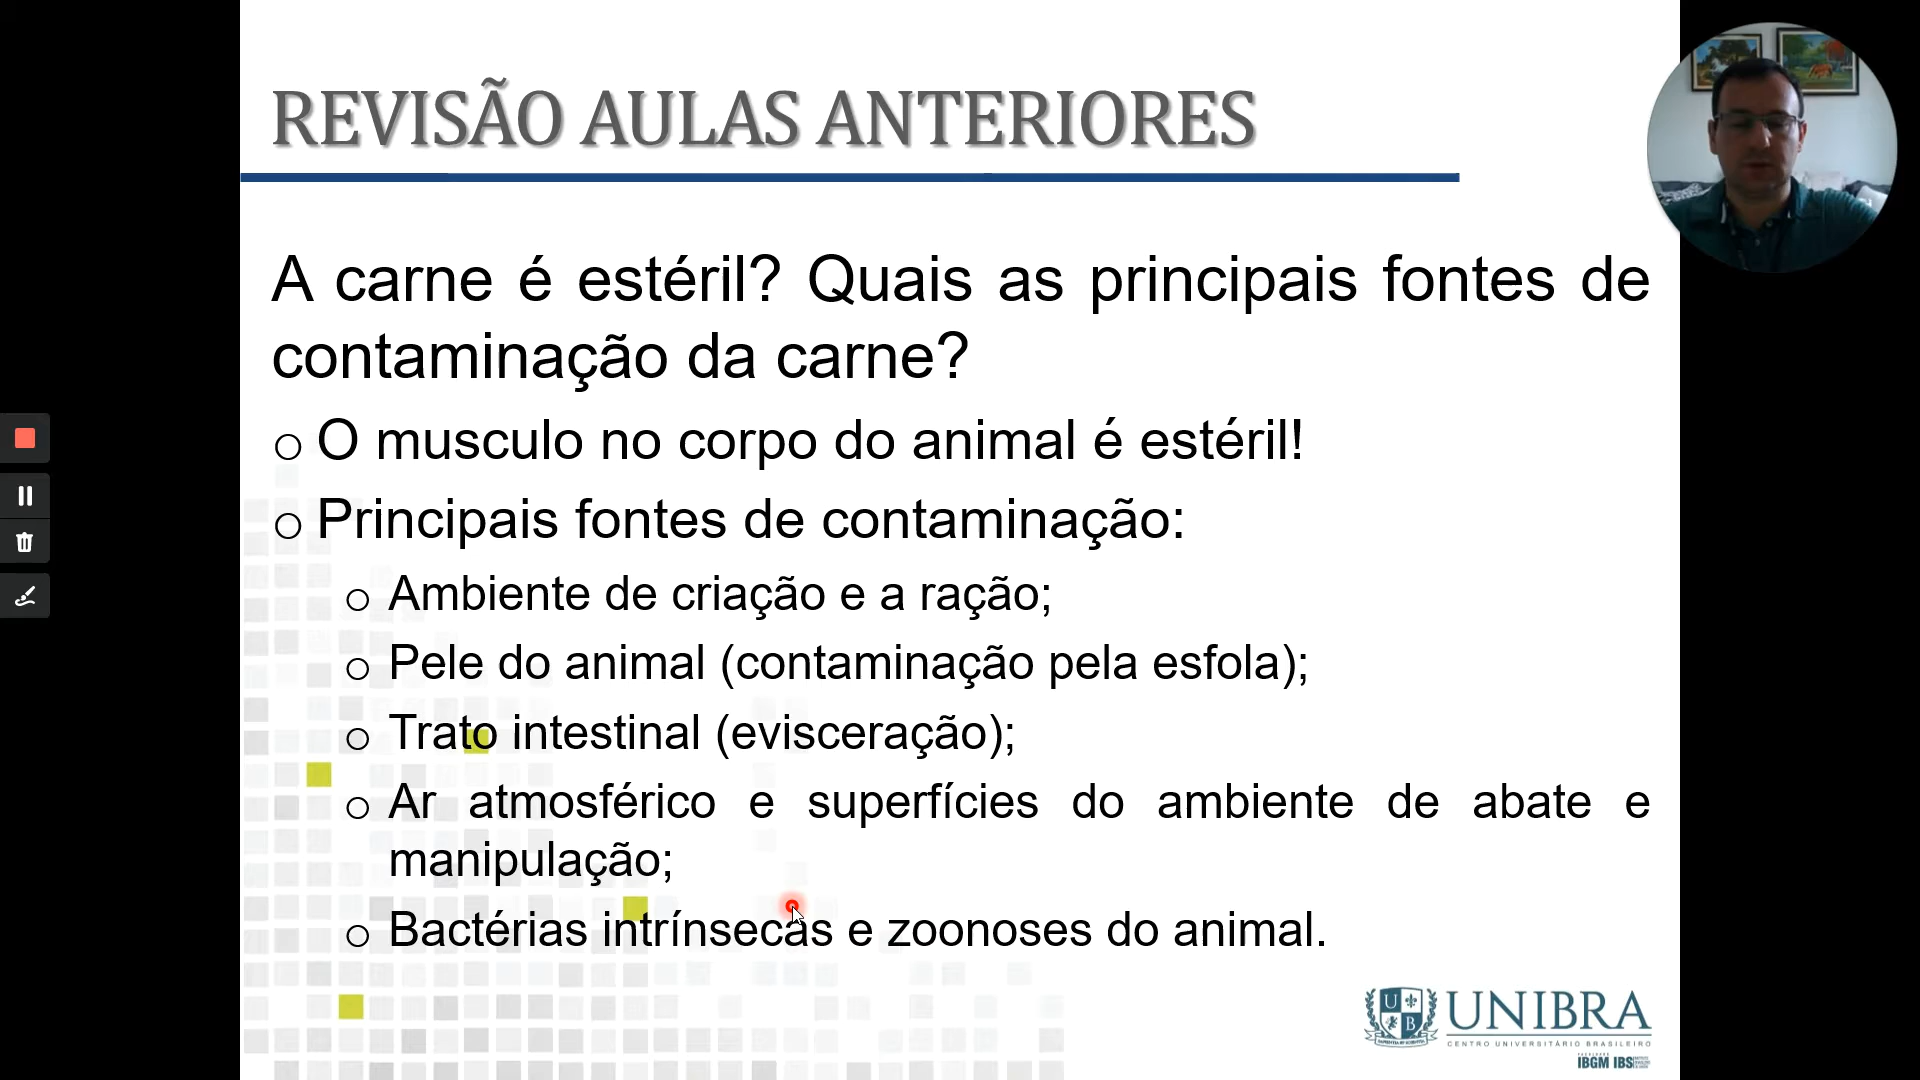 REVISÃO AULAS ANTERIORES
A carne é estéril? Quais as principais fontes de
contaminação da carne?
O musculo no corpo do animal é estéril!
Principais fontes de contaminação:
Ambiente de criação e a ração;
Pele do animal (contaminação pela esfola);
Trato intestinal (evisceração);
Ar atmosférico e superfícies do ambiente de abate e
manipulação;
Bactérias intrínsecas e zoonoses do animal.
U
B
UNIBRA
CENTRO UNIVERSITÁRIO BRASILEIRO
IBGM IBS